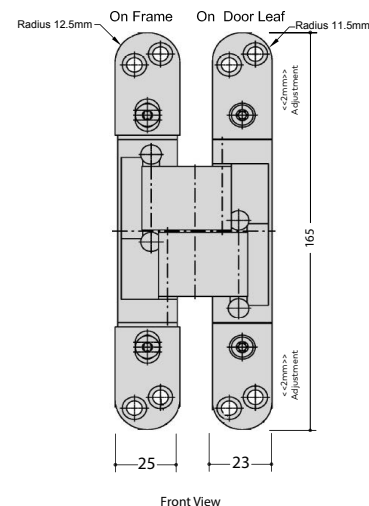 On Frame
On Door Leaf
Radius 12.5mm
Radius 11.5mm
<<2mm>>
Adjustment
165
<<2mm>>
Adjustment
25
23
Front View